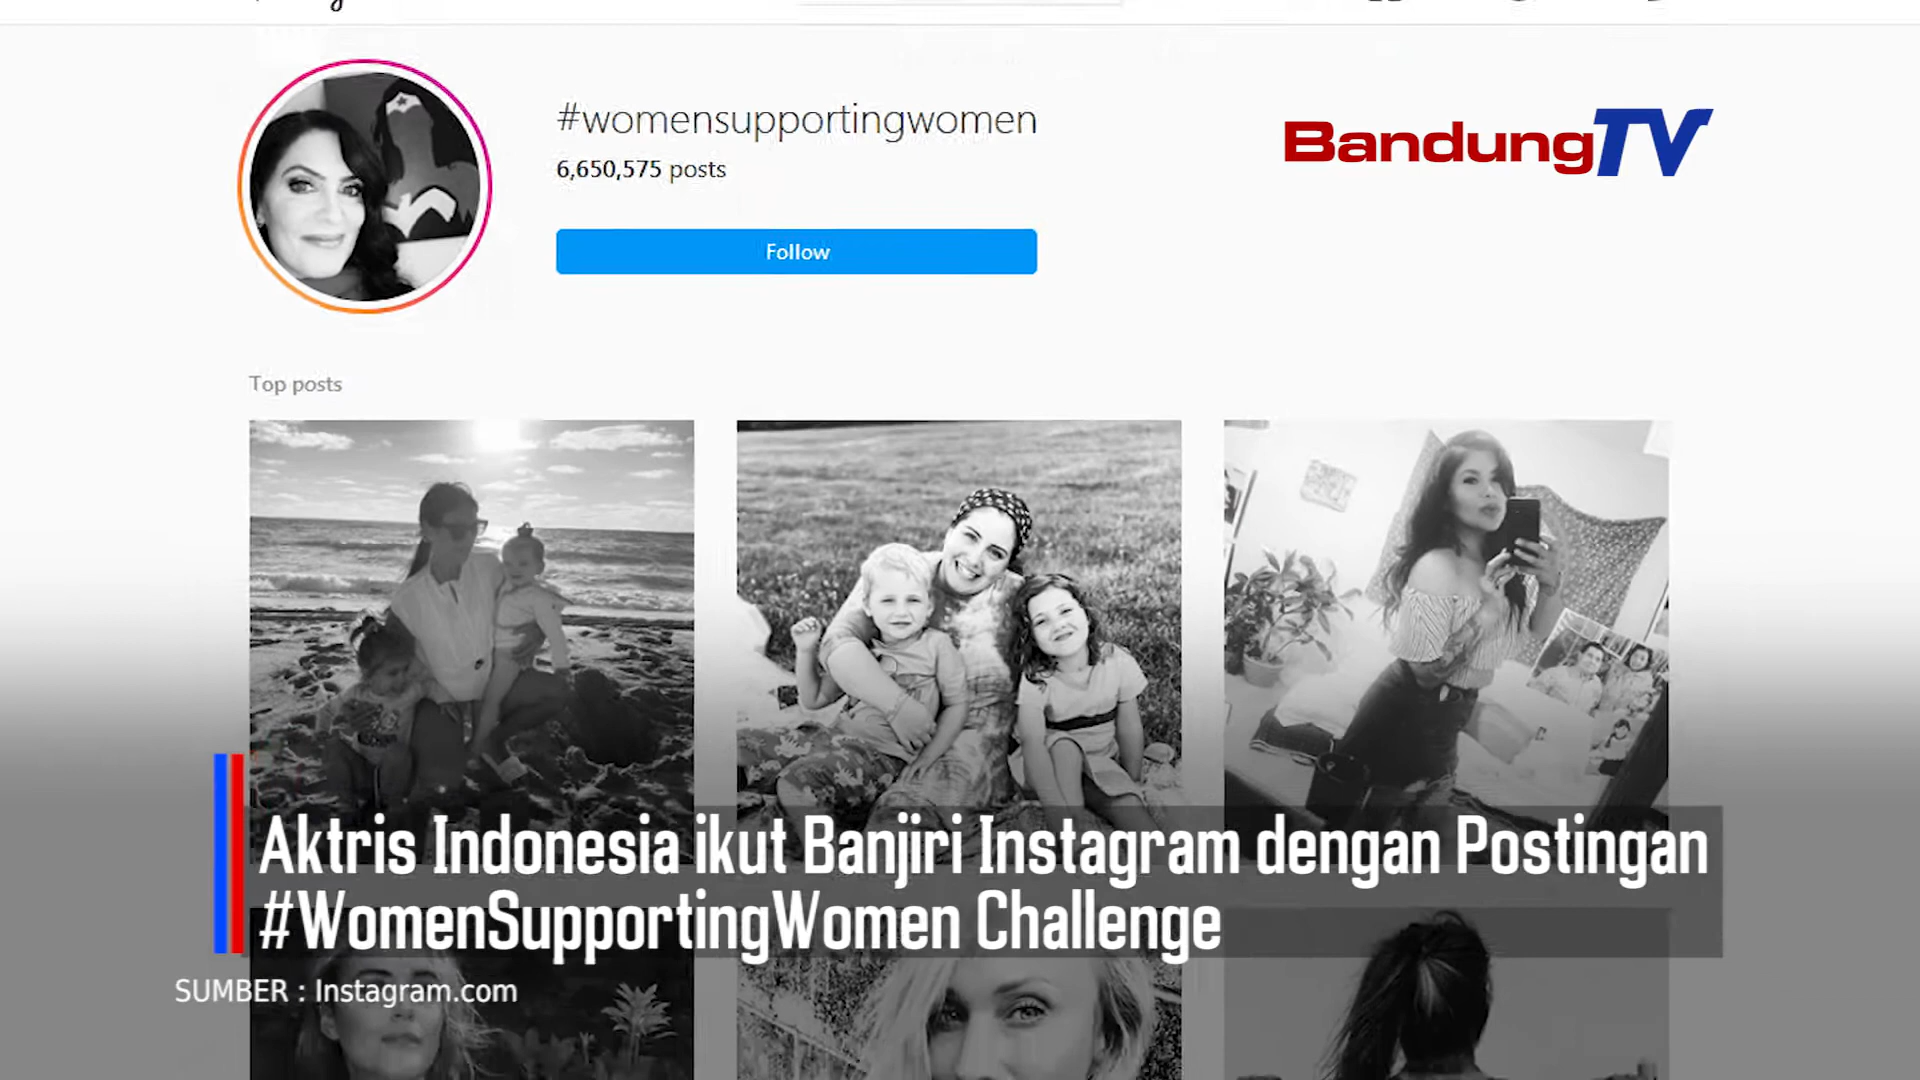 #womensupportingwomen
6,650,575 posts
BandungTV
Follow
Top posts
Aktris Indonesia ikut Banjiri Instagram dengan Postingan
#WomenSupportingWomen Challenge
SUMBER : Instagram.com